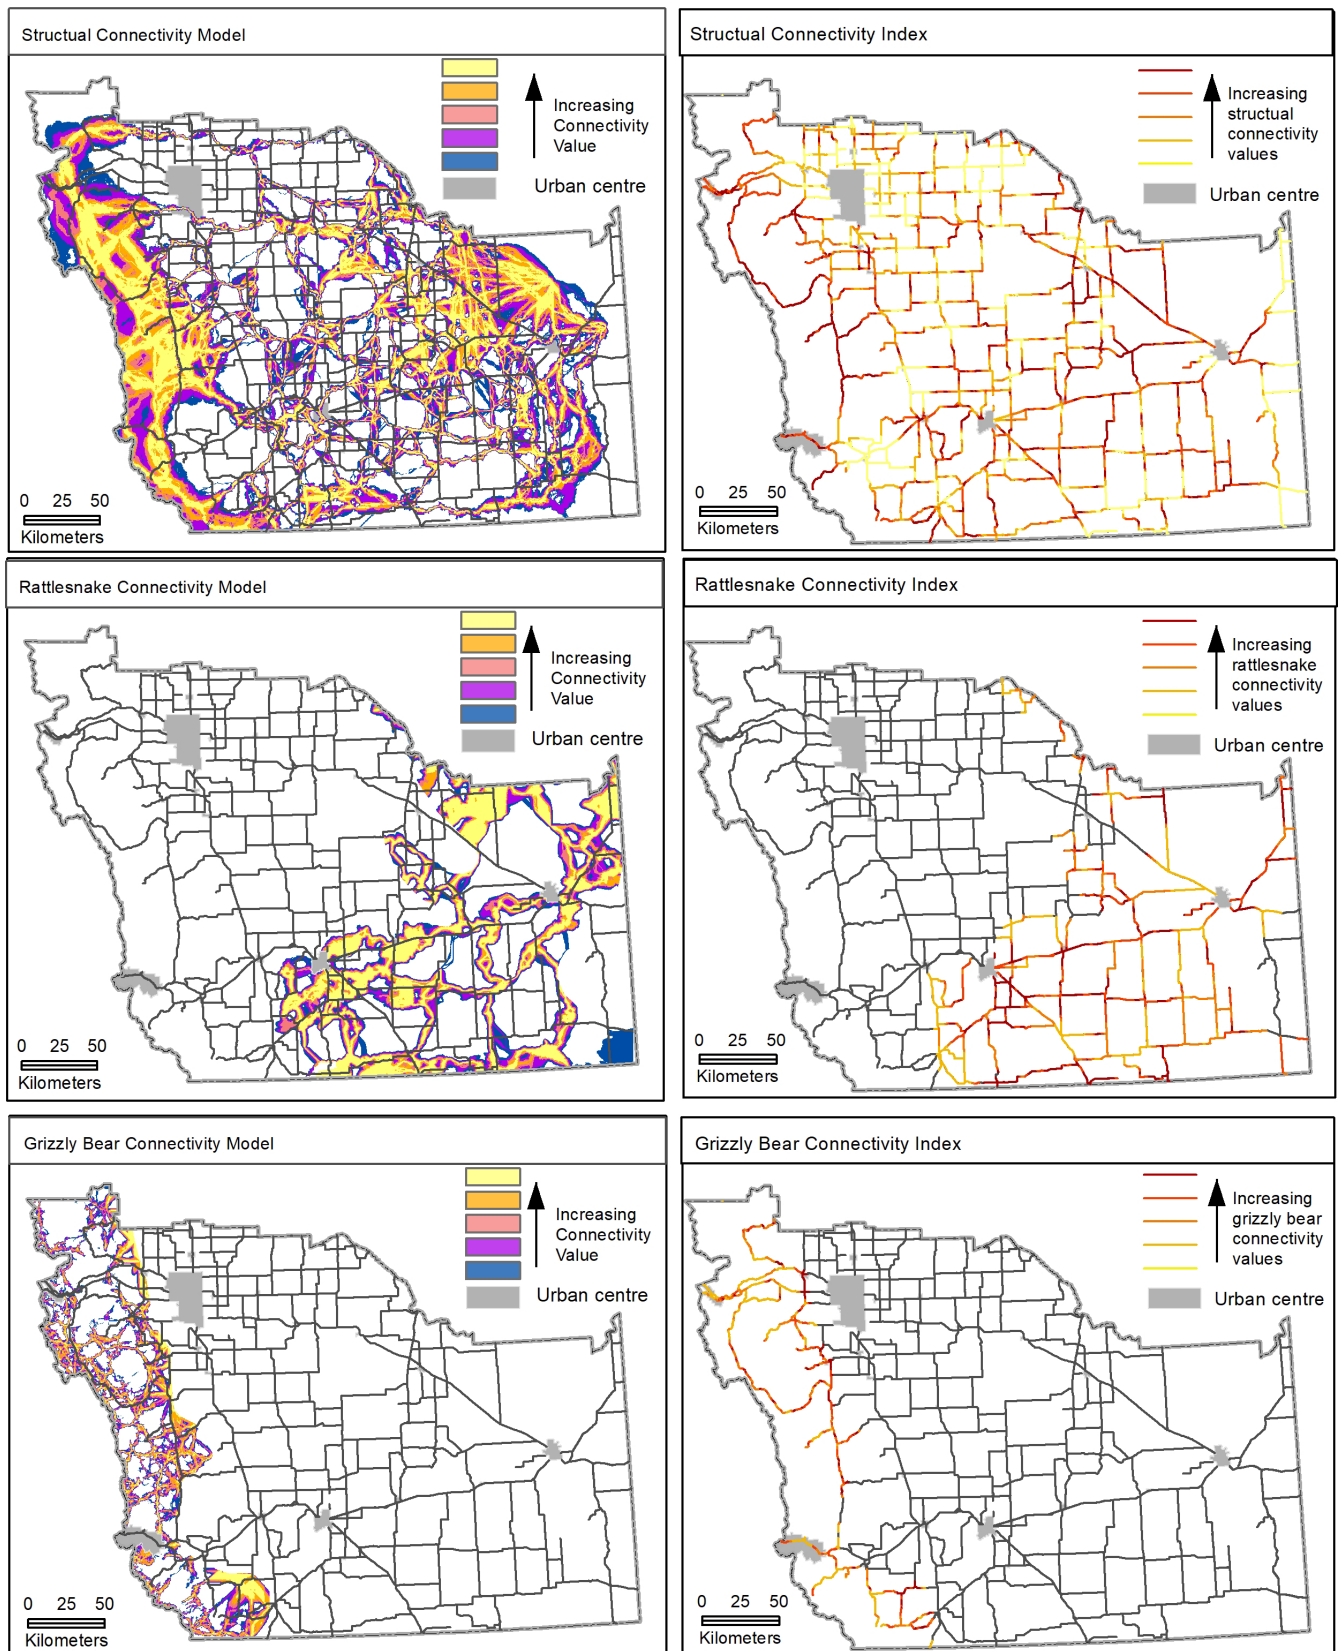 Structual Connectivity Model
Increasing
Connectivity
Value
Urban centre
0 25 50
Kilometers
Structual Connectivity Index
Increasing
structual
connectivity
values
Urban centre
0 25 50
Kilometers
Rattlesnake Connectivity Model
Increasing
Connectivity
Value
Urban centre
0 25 50
Kilometers
Rattlesnake Connectivity Index
Increasing
rattlesnake
connectivity
values
Urban centre
0 25 50
Kilometers
Grizzly Bear Connectivity Model
Increasing
Connectivity
Value
Urban centre
0 25 50
Kilometers
Grizzly Bear Connectivity Index
Increasing
grizzly bear
connectivity
values
Urban centre
0 25 50
Kilometers